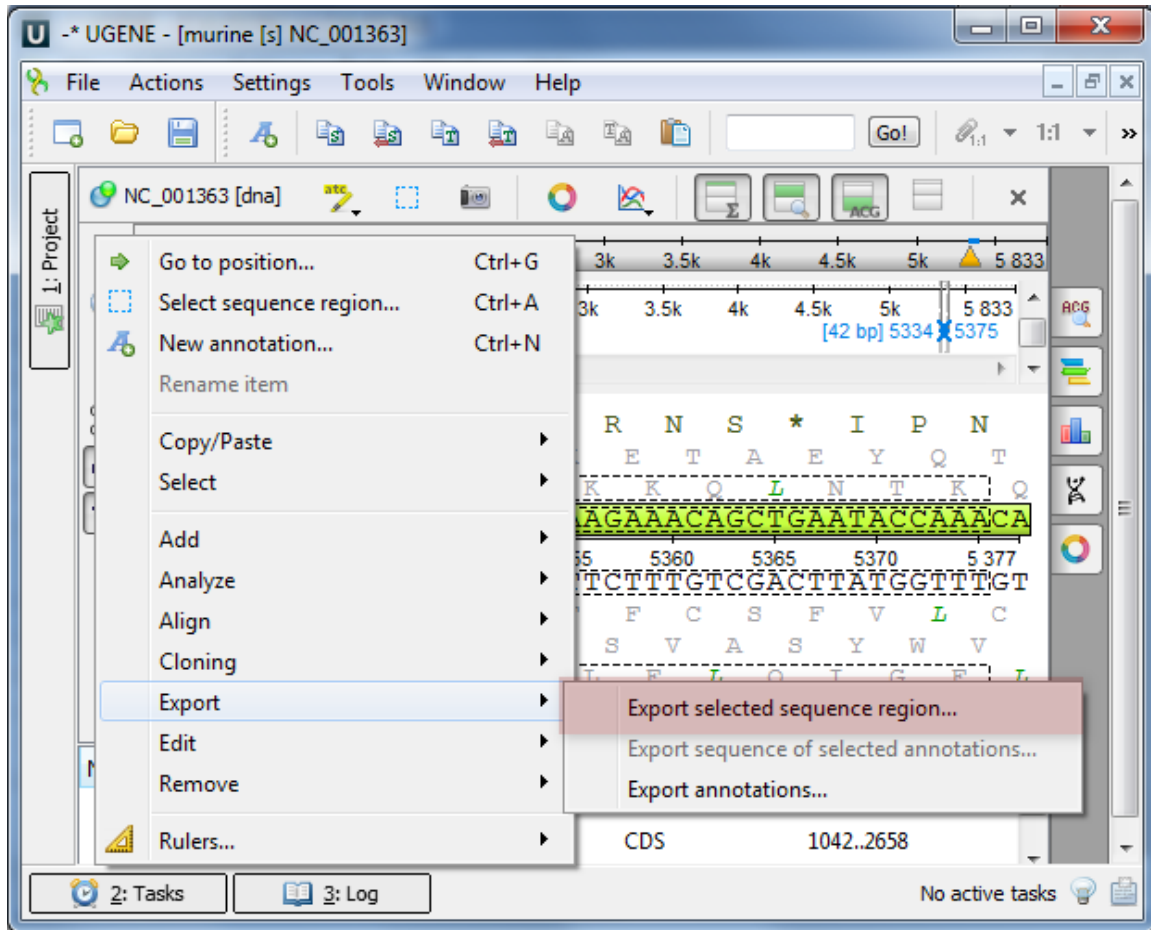 -* UGENE - [murine [s] NC_001363]
File Actions Settings Tools Window Help
Go! 1:1 1:1 »
NC_001363 [dna]
1: Project
Go to position... Ctrl+G
Select sequence region... Ctrl+A
New annotation... Ctrl+N
Rename item
Copy/Paste
Select
Add
Analyze
Align
Cloning
Export
Edit
Remove
Rulers...
3k 3.5k 4k 4.5k 5k 5 833
3k 3.5k 4k 4.5k 5k 5 833
[42 bp] 5334 5375
R N S * I P N
E T A E Y Q T
K K Q L N T K Q
AAGAAACAGCTGAATACCAAACA
5360 5365 5370 5 377
TTCTTTGTCGACTTATGGTTTGT
F C S F V L C
S V A S Y W V
L F L Q I G F L
Export selected sequence region...
Export sequence of selected annotations...
Export annotations...
CDS 1042..2658
2: Tasks 3: Log No active tasks